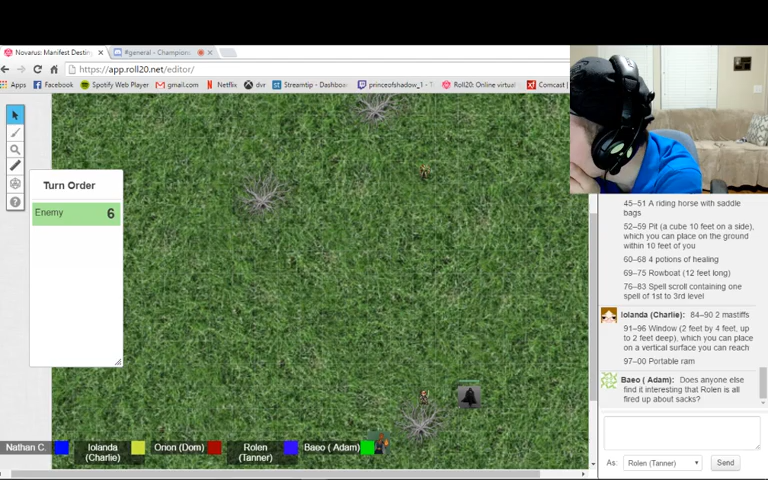 Novarus: Manifest Destin
#general - Champion
https://app.roll20.net/editor/
Apps
Facebook
Spotify Web Player
gmail.com
Netflix
dvr
Streamtip - Dashboa
princeofshadow_1 - T
Roll20: Online virtual
Comcast
Turn Order
Enemy 6
45–51 A riding horse with saddle
bags
52–59 Pit (a cube 10 feet on a side),
which you can place on the ground
within 10 feet of you
60–68 4 potions of healing
69–75 Rowboat (12 feet long)
76–83 Spell scroll containing one
spell of 1st to 3rd level
Iolanda (Charlie): 84–90 2 mastiffs
91–96 Window (2 feet by 4 feet, up
to 2 feet deep), which you can place
on a vertical surface you can reach
97–00 Portable ram
Baeo ( Adam): Does anyone else
find it interesting that Rolen is all
fired up about sacks?
Nathan C.
Iolanda
(Charlie)
Orion (Dom)
Rolen
(Tanner)
Baeo ( Adam)
As: Rolen (Tanner) Send